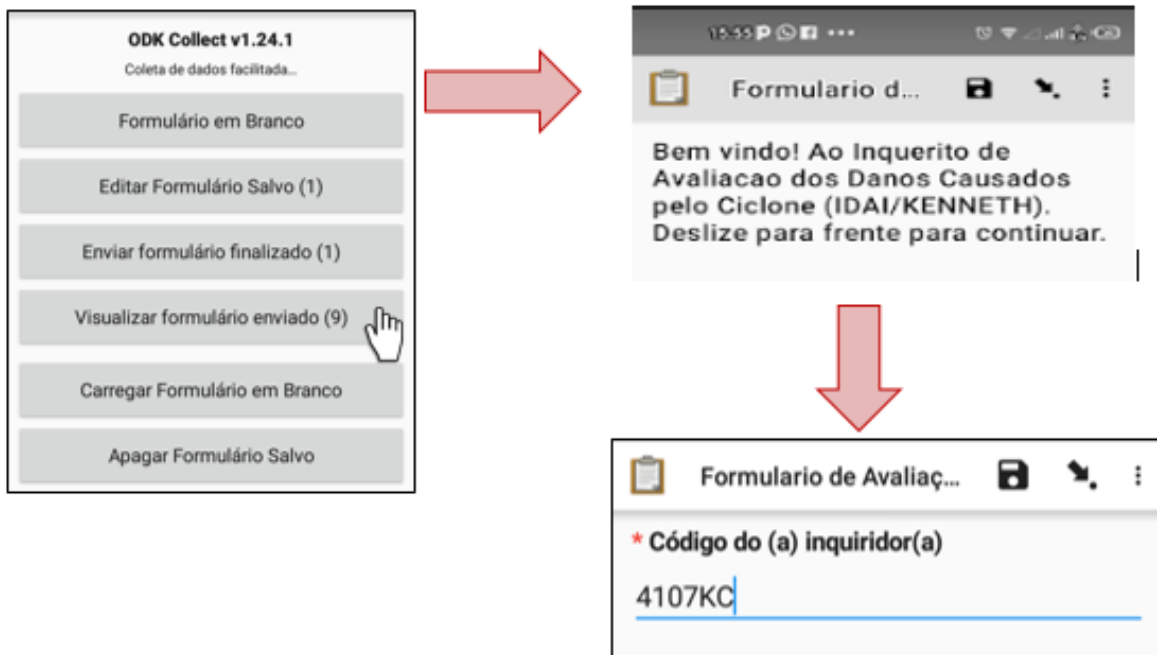 ODK Collect v1.24.1
Coleta de dados facilitada...
Formulário em Branco
Editar Formulário Salvo (1)
Enviar formulário finalizado (1)
Visualizar formulário enviado (9)
Carregar Formulário em Branco
Apagar Formulário Salvo
Formulario d...
Bem vindo! Ao Inquerito de
Avaliacao dos Danos Causados
pelo Ciclone (IDAI/KENNETH).
Deslize para frente para continuar.
Formulario de Avaliaç...
* Código do (a) inquiridor(a)
4107KC